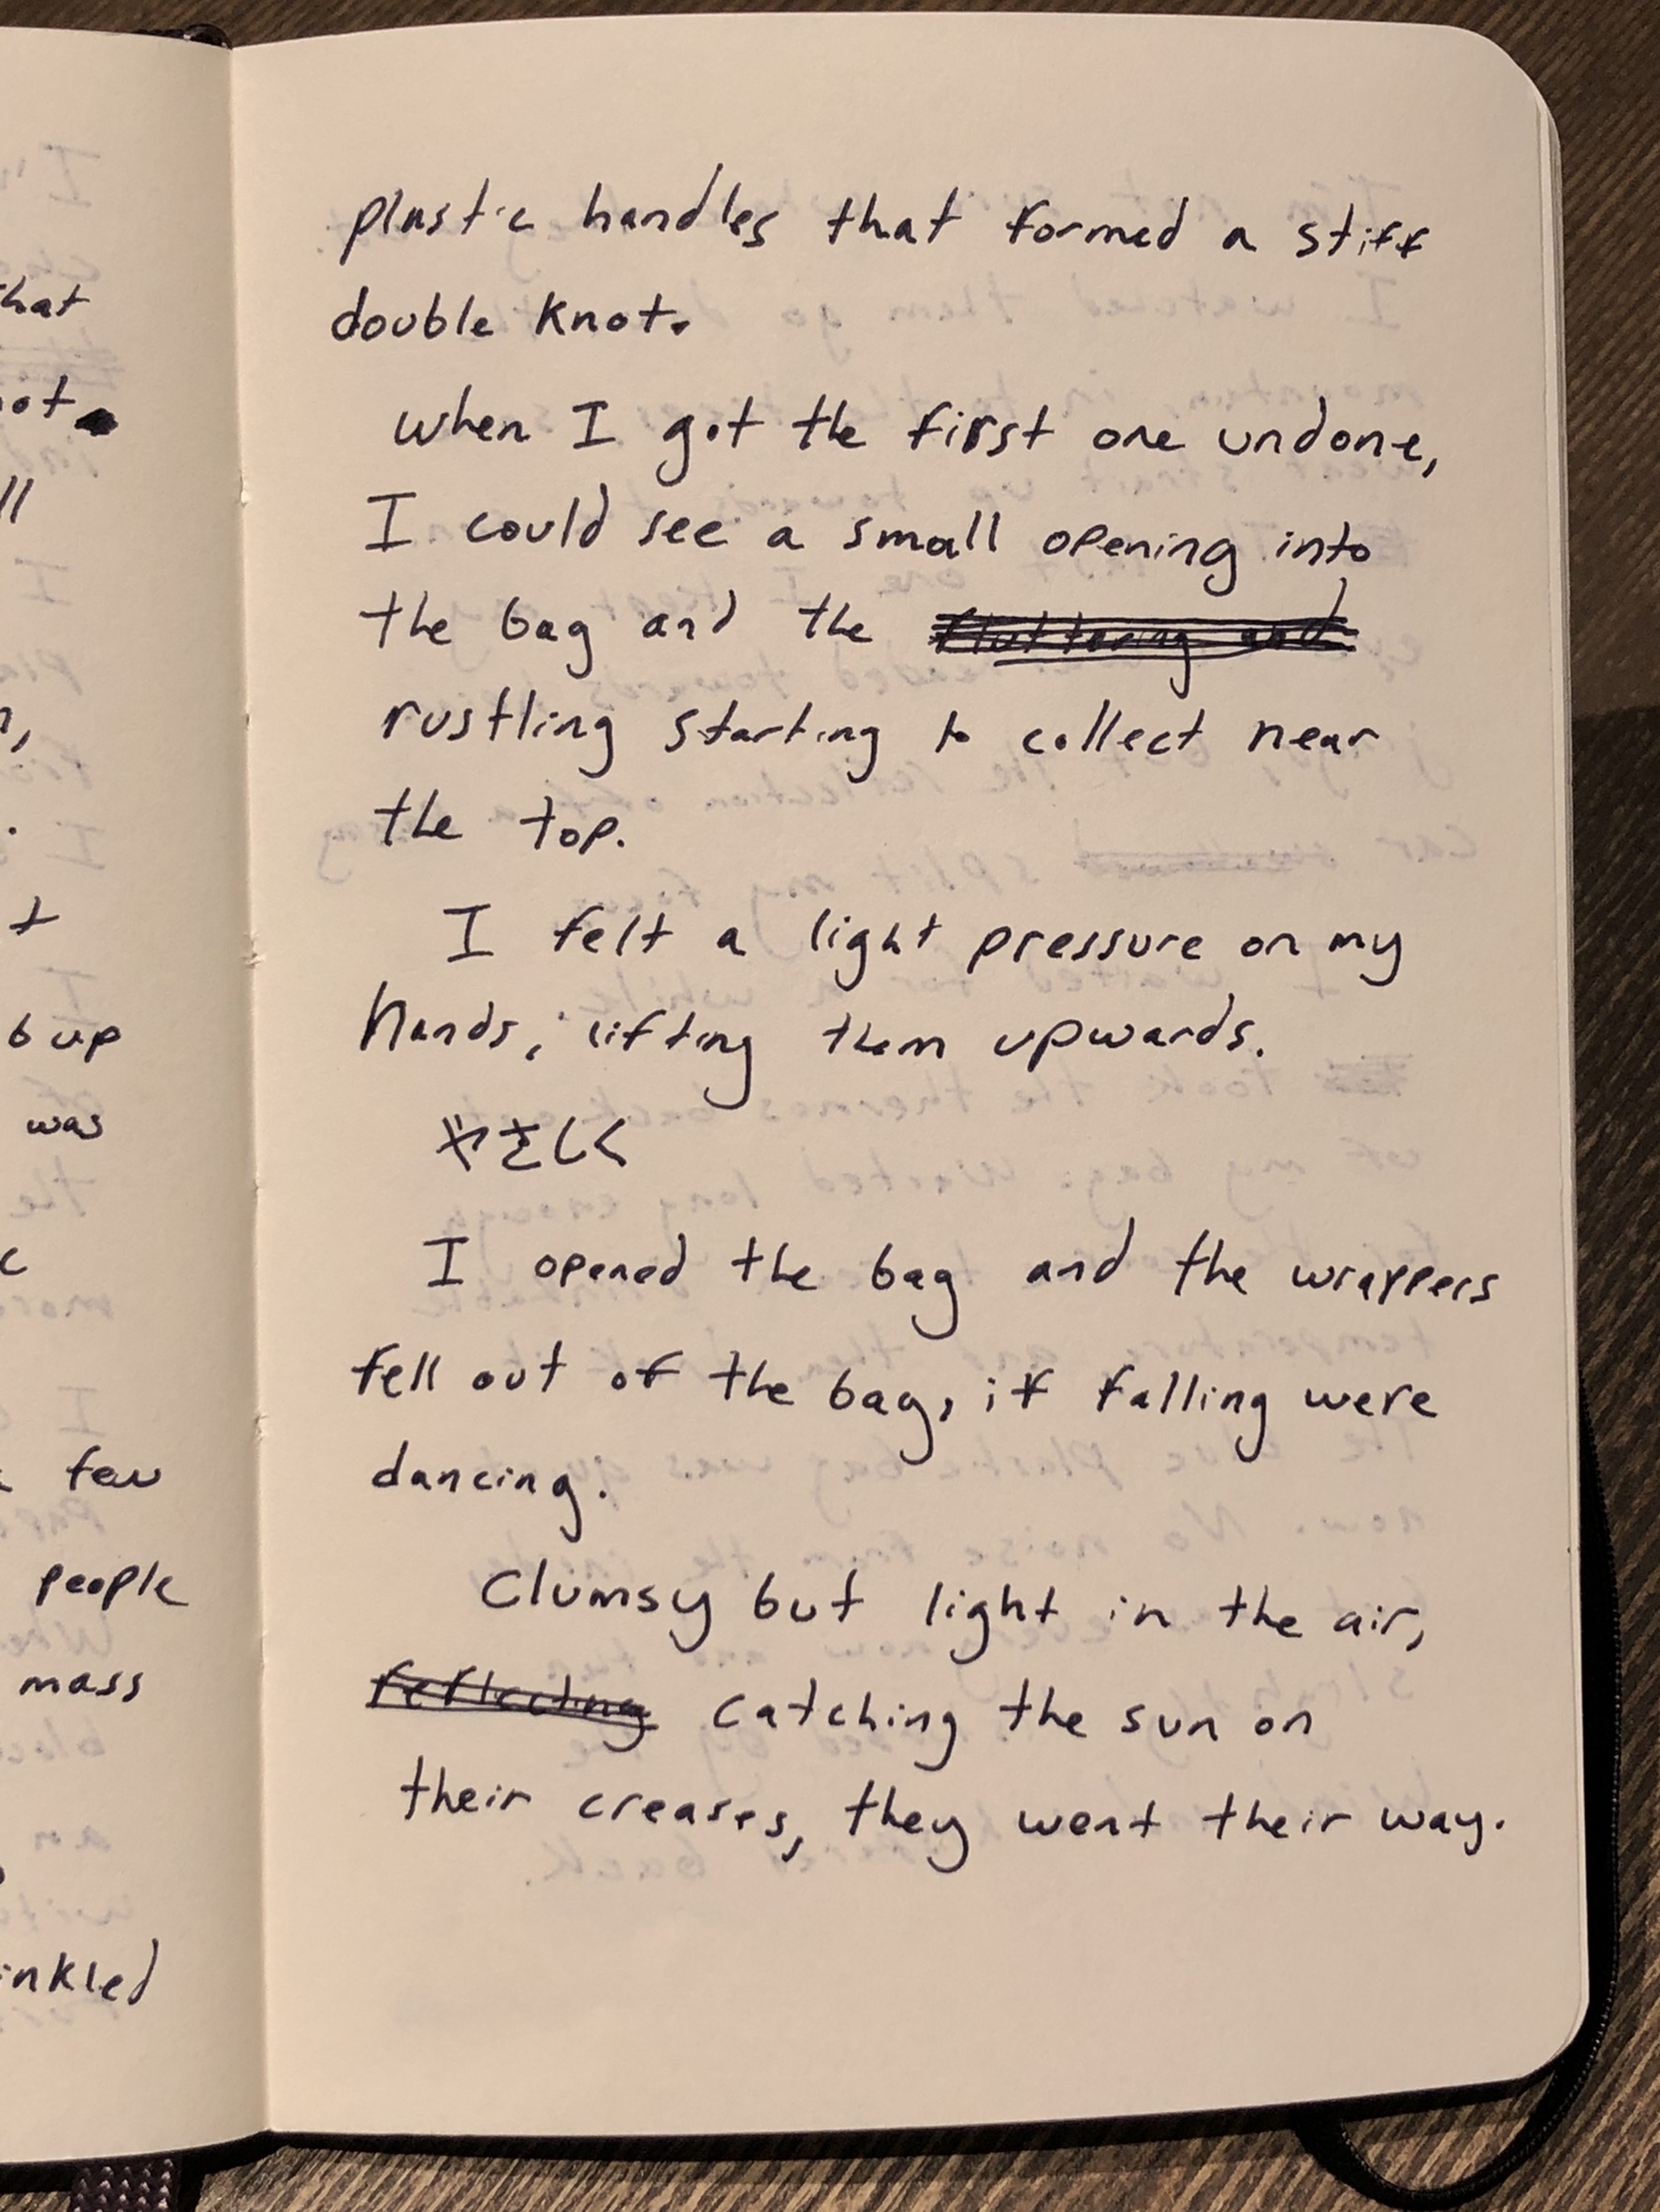 hat
ot.
ll
up
was
few
people
mass
inkled
plastic handles that formed a stiff
double knot.
when I got the first one undone,
I could see a small opening into
the bag and the fluttering and
rustling starting to collect near
the top.
I felt a light pressure on my
hands, lifting them upwards.
やさしく
I opened the bag and the wrappers
fell out of the bag, if falling were
dancing.
Clumsy but light in the air,
reflecting catching the sun on
their creases, they went their way.